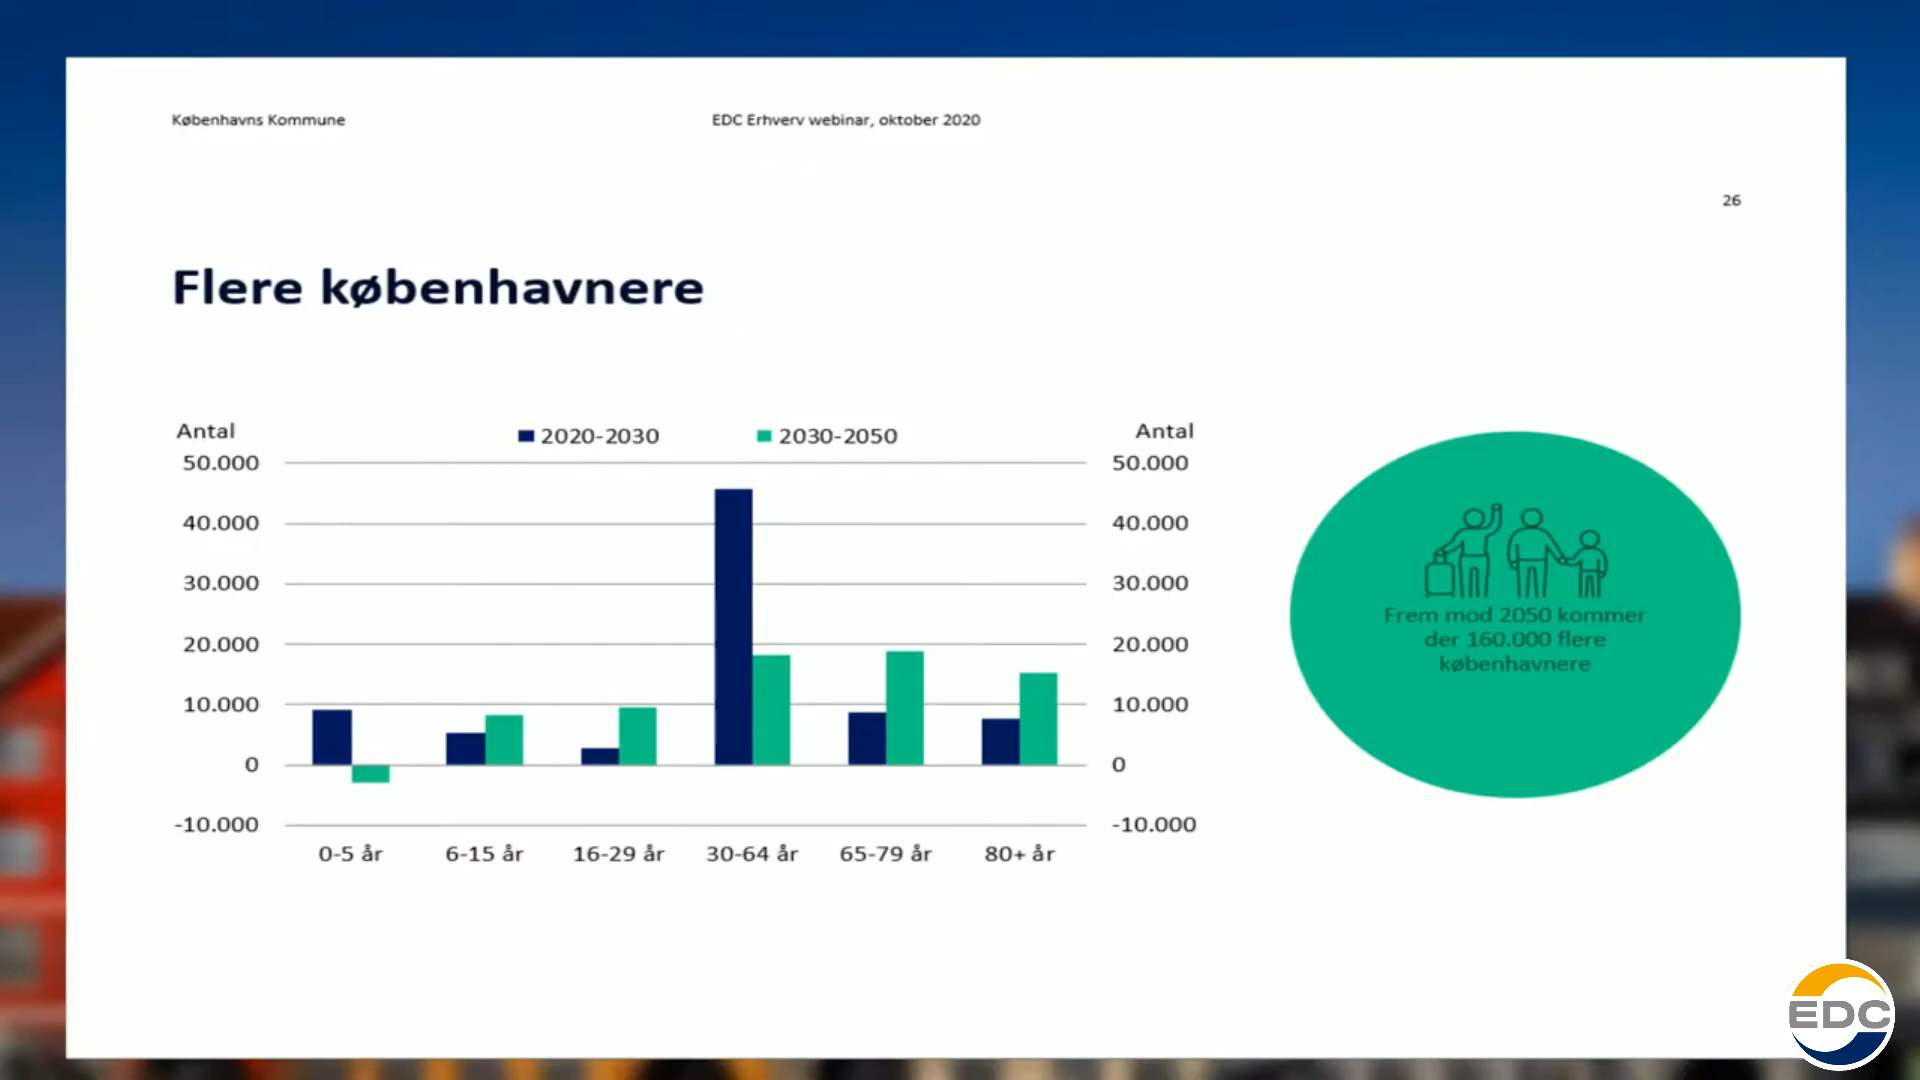 Københavns Kommune
EDC Erhverv webinar, oktober 2020
26
Flere københavnere
Antal
2020-2030
2030-2050
Antal
50.000
50.000
40.000
40.000
30.000
30.000
20.000
20.000
10.000
10.000
0
0
-10.000
-10.000
0-5 år
6-15 år
16-29 år
30-64 år
65-79 år
80+ år
Frem mod 2050 kommer
der 160.000 flere
københavnere
EDC